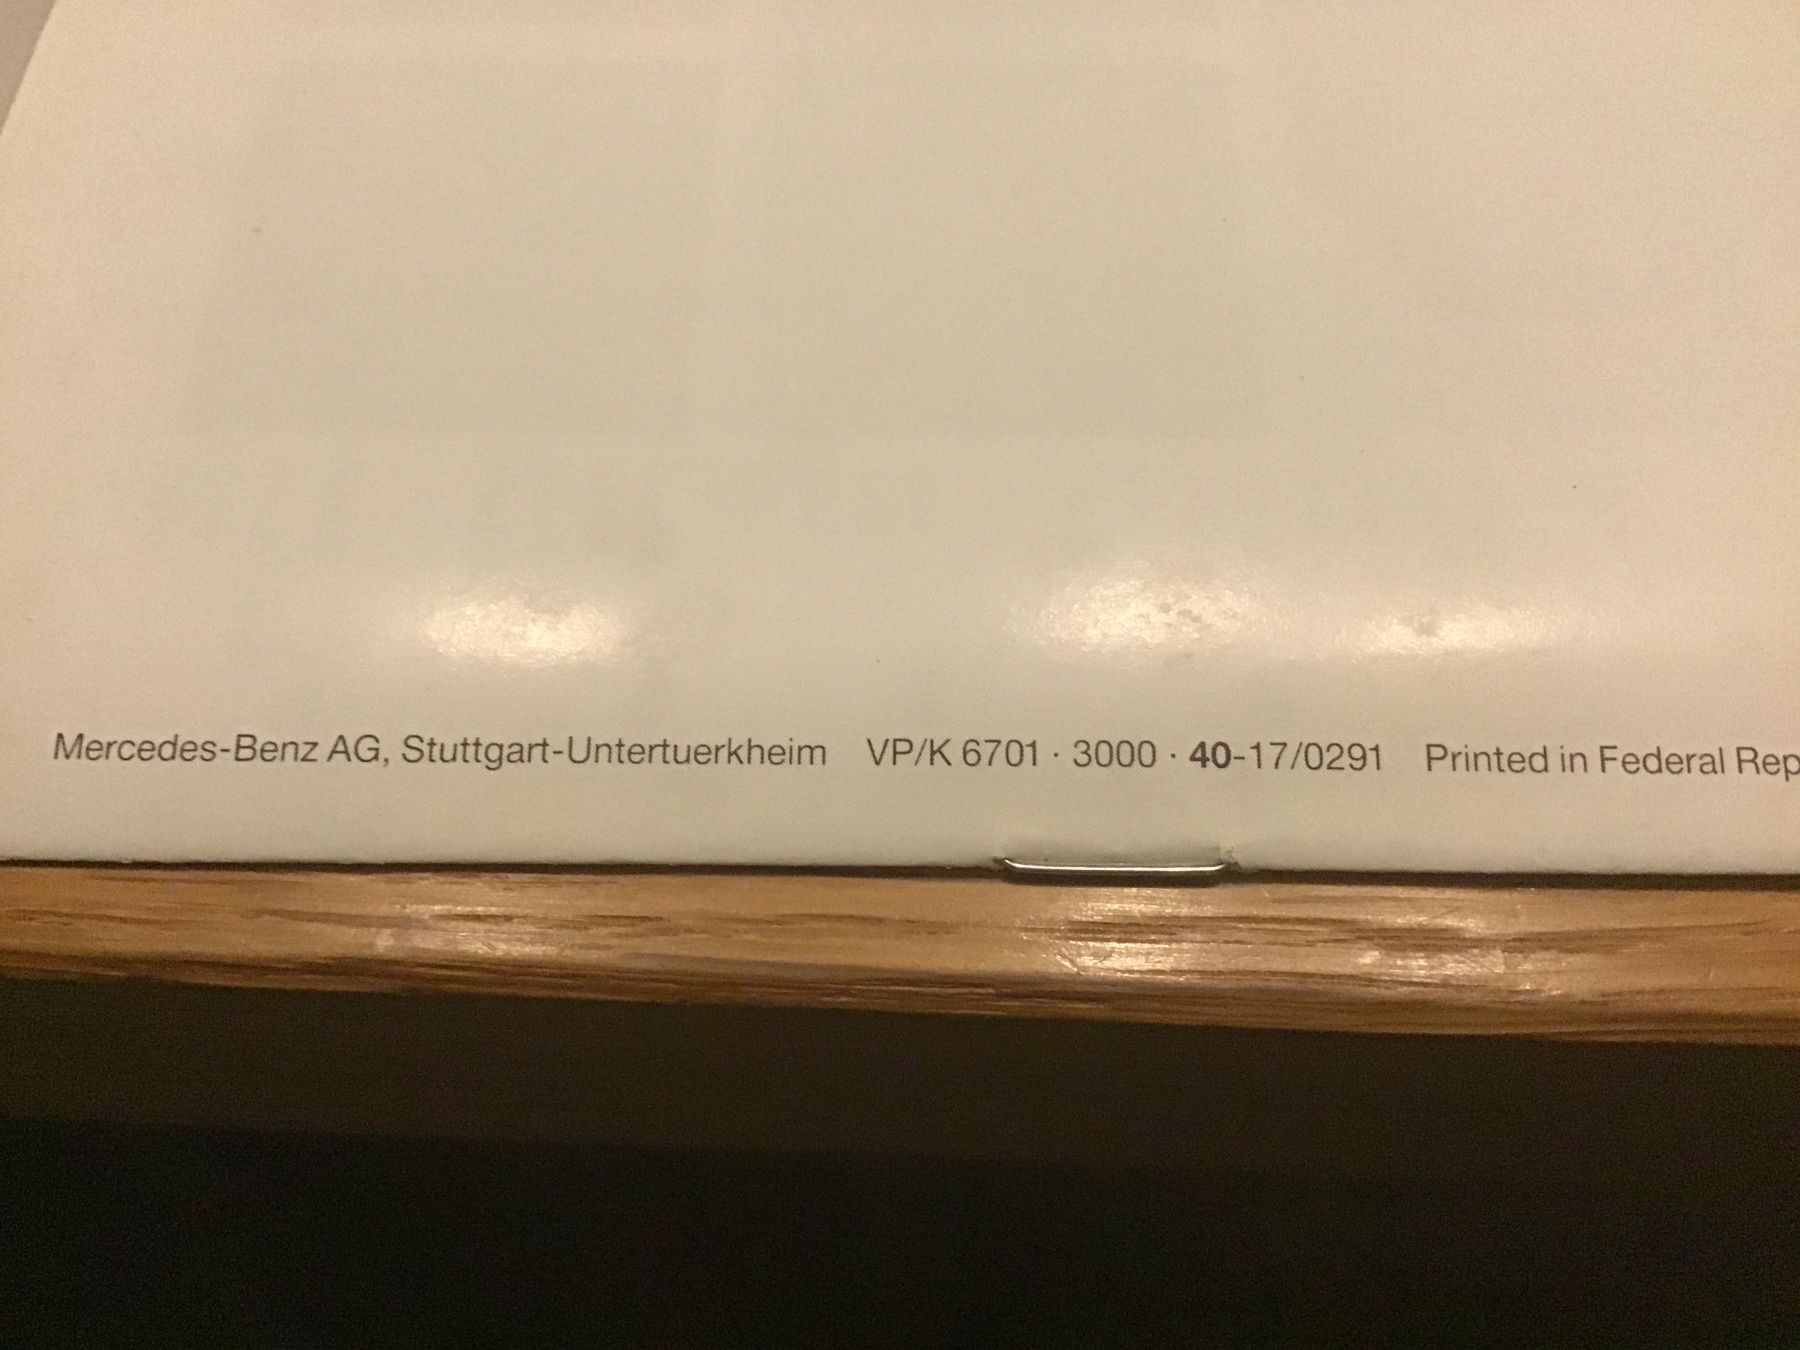 Mercedes-Benz AG, Stuttgart-Untertuerkheim VP/K 6701 · 3000 · 40-17/0291 Printed in Federal Rep